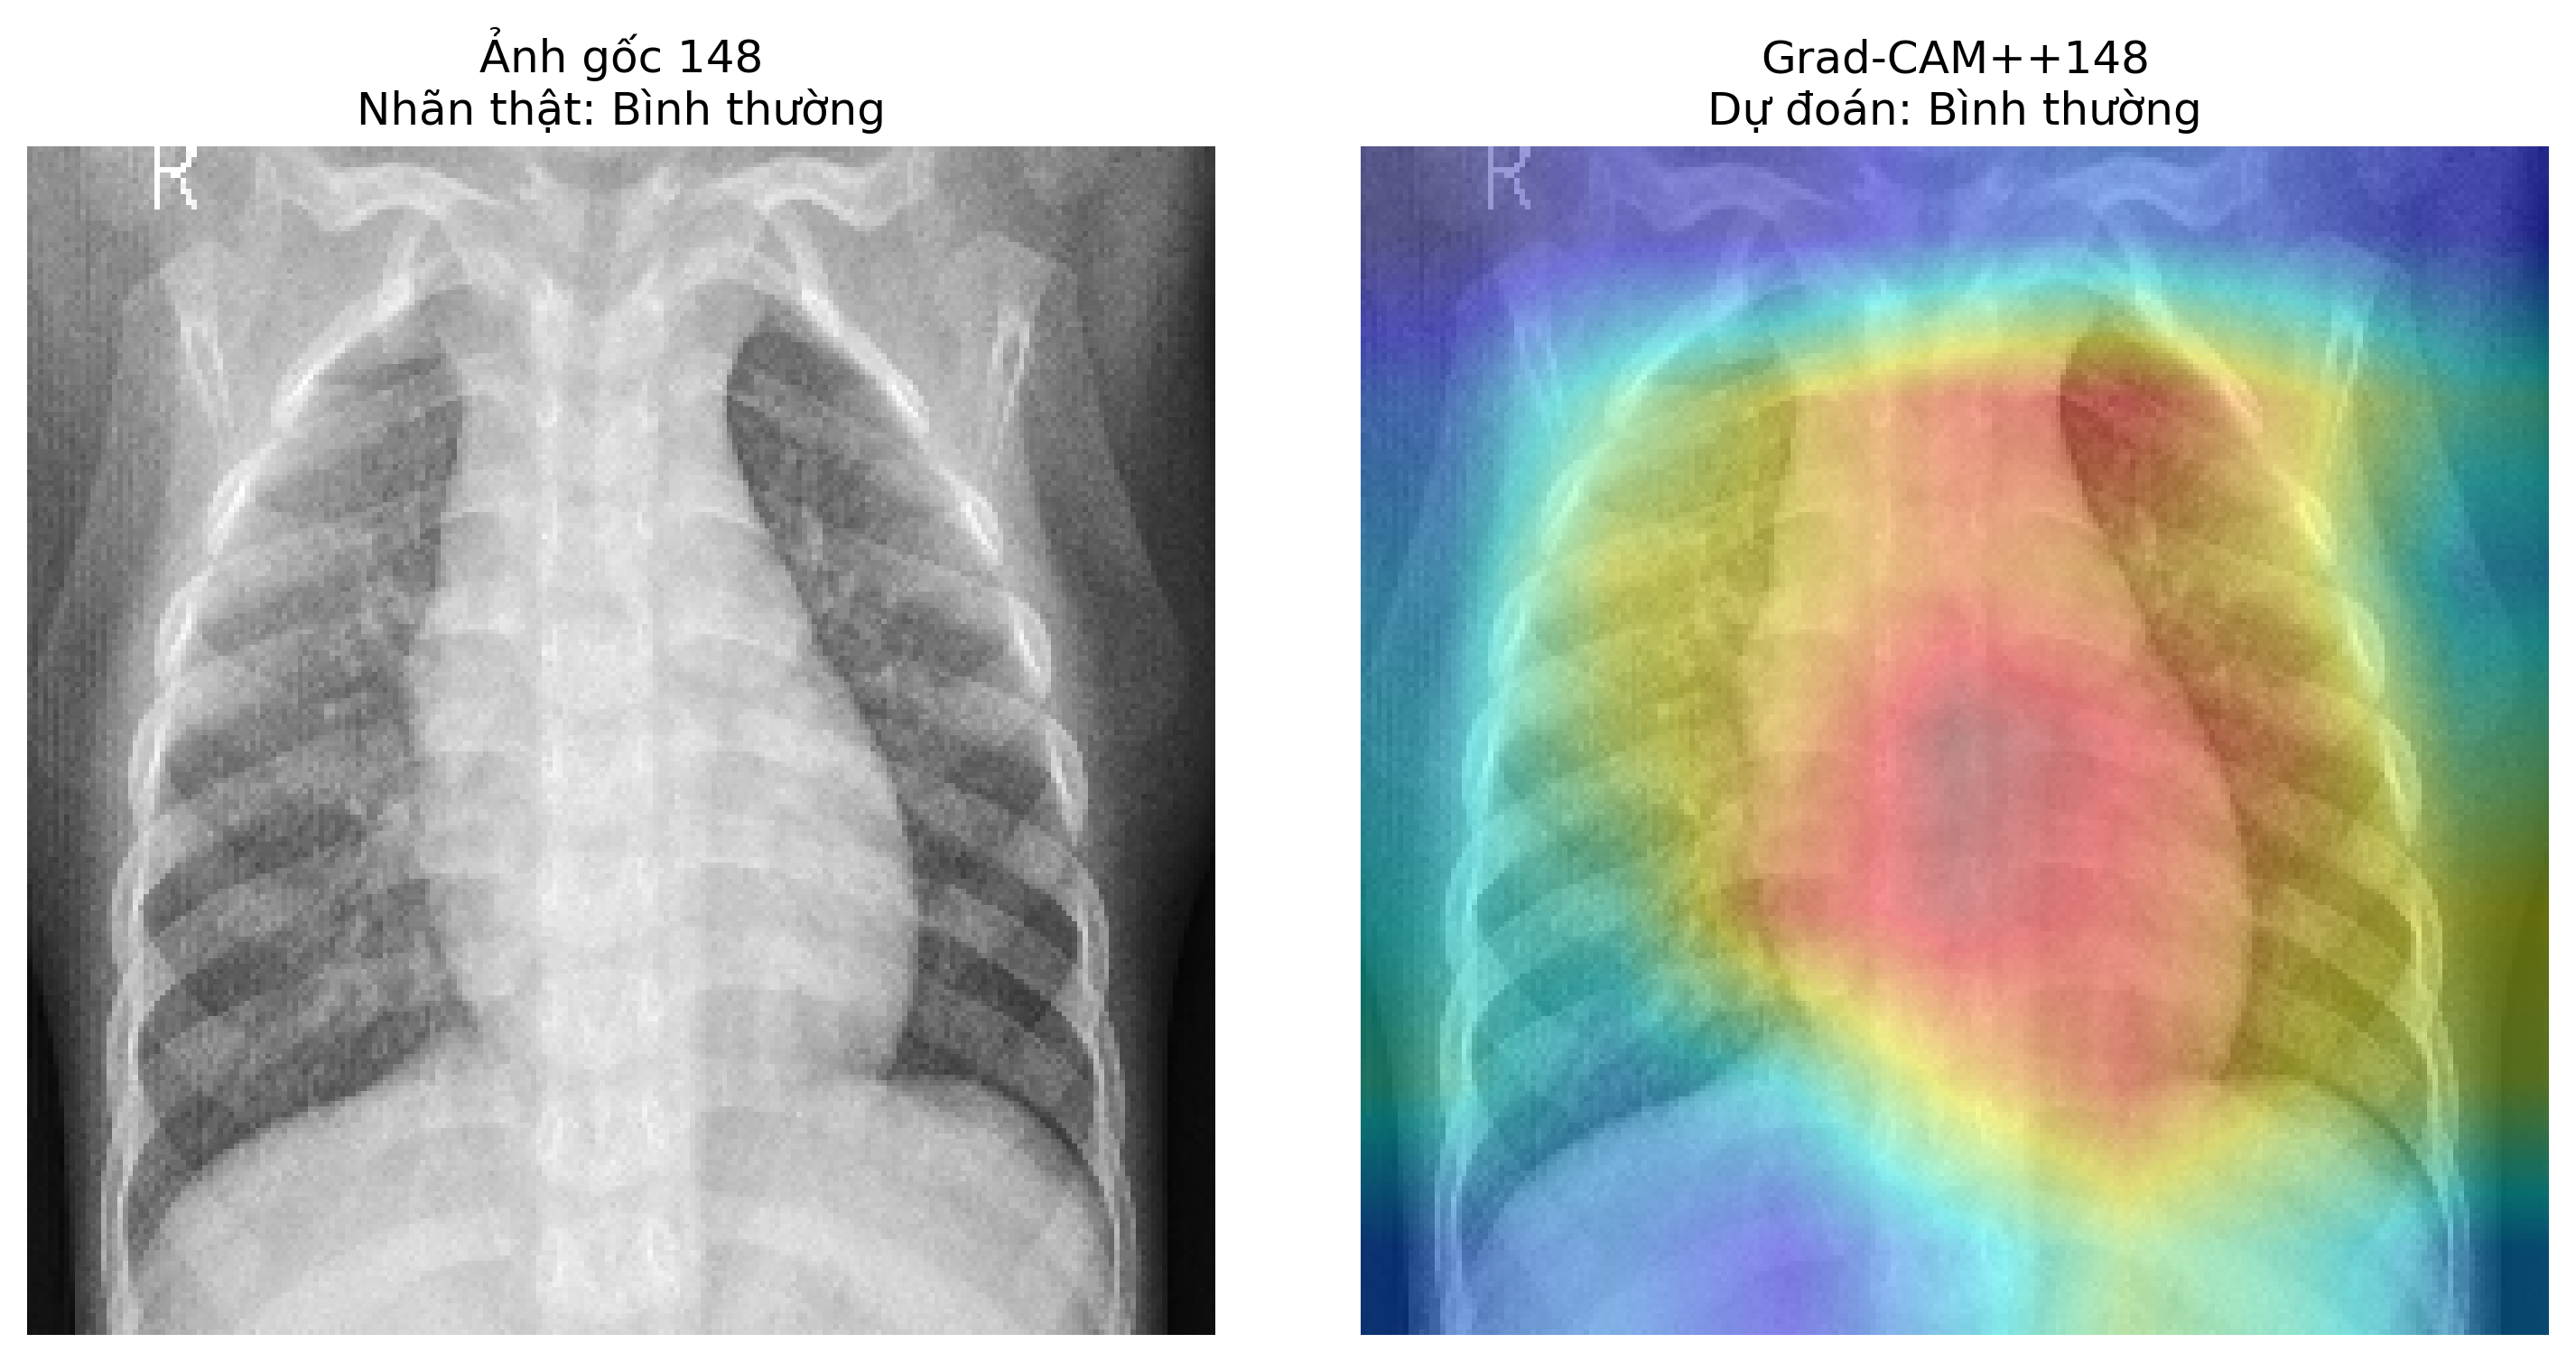 Ảnh gốc 148
Nhãn thật: Bình thường
R
Grad-CAM++148
Dự đoán: Bình thường
R